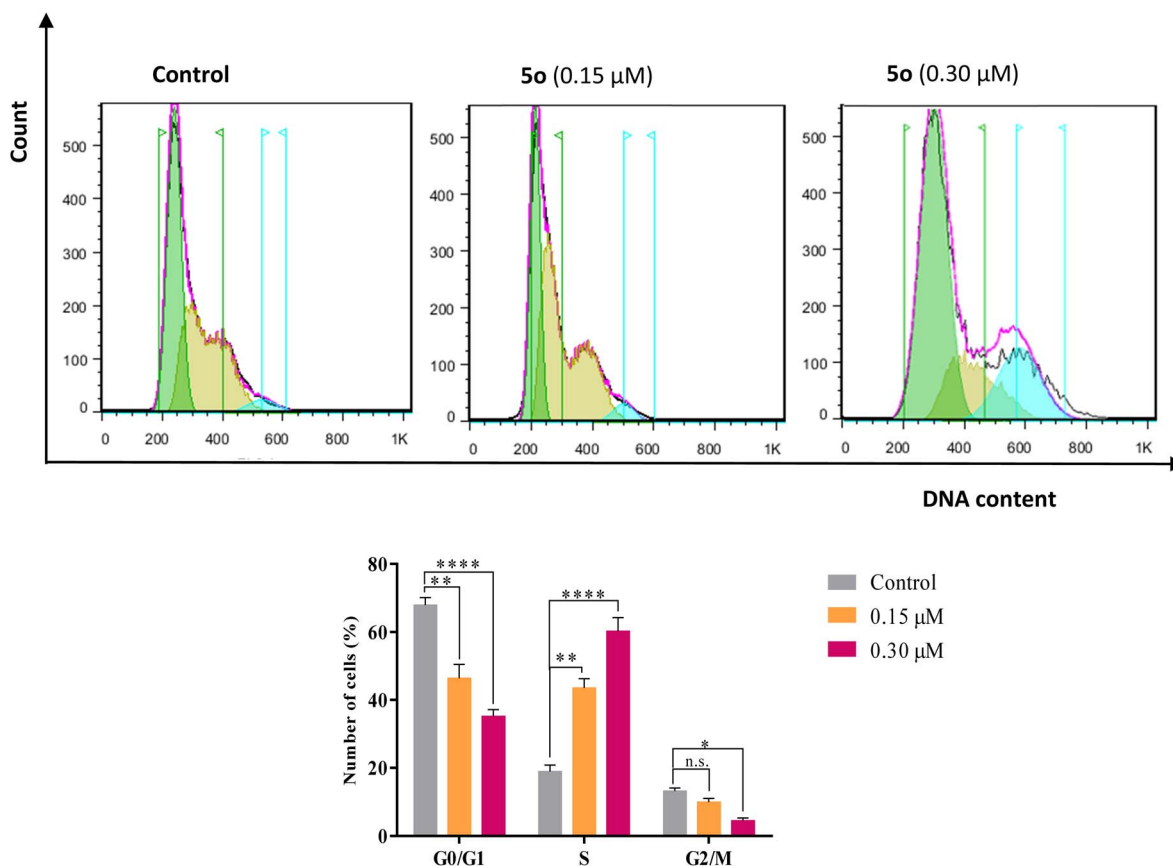 Control
5o (0.15 μM)
5o (0.30 μM)
Count
500
400
300
200
100
0
0 200 400 600 800 1K
500
400
300
200
100
0
0 200 400 600 800 1K
500
400
300
200
100
0
0 200 400 600 800 1K
DNA content
Number of cells (%)
80
60
40
20
0
****
**
****
**
*
n.s.
G0/G1 S G2/M
Control
0.15 μM
0.30 μM